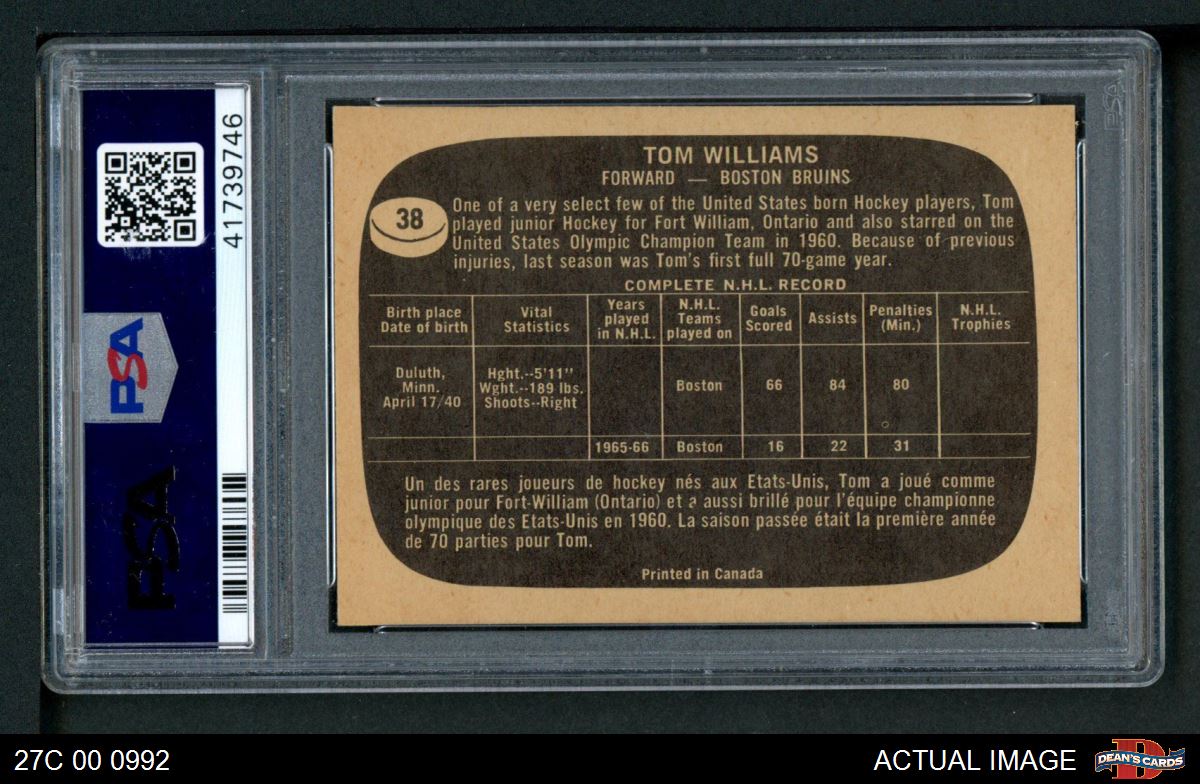 41739746
PSA
PSA
PSA
TOM WILLIAMS
FORWARD — BOSTON BRUINS
38
One of a very select few of the United States born Hockey players, Tom
played junior Hockey for Fort William, Ontario and also starred on the
United States Olympic Champion Team in 1960. Because of previous
injuries, last season was Tom's first full 70-game year.
COMPLETE N.H.L. RECORD
Birth place
Date of birth
Vital
Statistics
Years
played
in N.H.L.
N.H.L.
Teams
played on
Goals
Scored
Assists
Penalties
(Min.)
N.H.L.
Trophies
Duluth,
Minn.
April 17/40
Hght.--5'11"
Wght.--189 lbs.
Shoots--Right
Boston
66
84
80
1965-66
Boston
16
22
31
Un des rares joueurs de hockey nés aux Etats-Unis, Tom a joué comme
junior pour Fort-William (Ontario) et a aussi brillé pour l'équipe championne
olympique des Etats-Unis en 1960. La saison passée était la première année
de 70 parties pour Tom.
Printed in Canada
27C 00 0992
ACTUAL IMAGE
D
DEAN'S CARDS